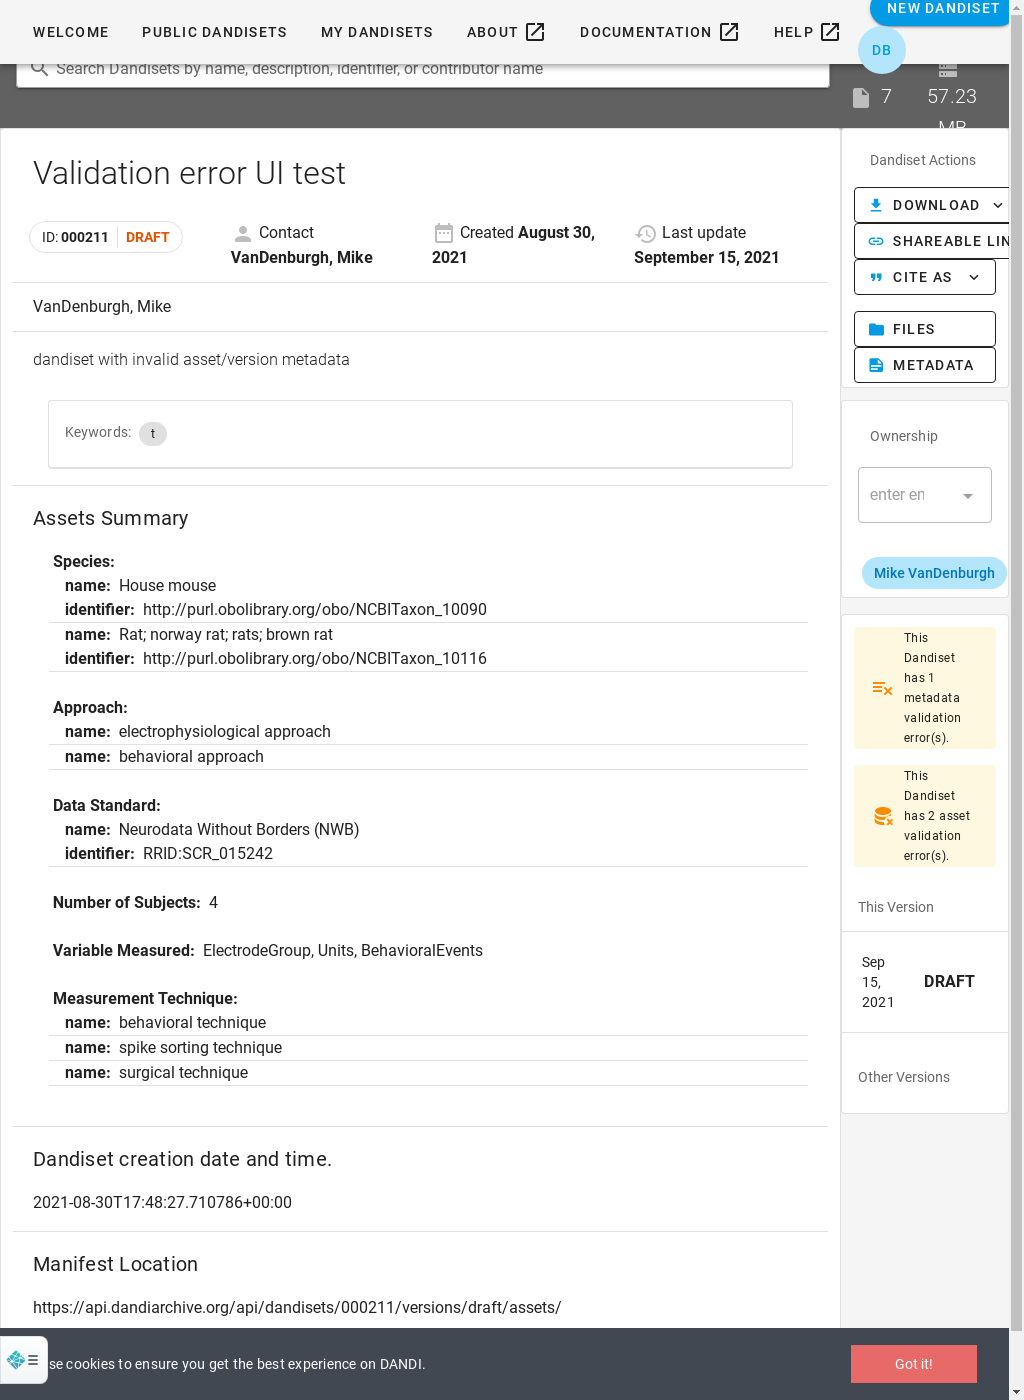 WELCOME PUBLIC DANDISETS MY DANDISETS ABOUT DOCUMENTATION HELP
NEW DANDISET
DB
Search Dandisets by name, description, identifier, or contributor name
7 57.23
MB
Validation error UI test
ID: 000211 DRAFT
Contact
VanDenburgh, Mike
Created August 30,
2021
Last update
September 15, 2021
VanDenburgh, Mike
dandiset with invalid asset/version metadata
Keywords: t
Assets Summary
Species:
name: House mouse
identifier: http://purl.obolibrary.org/obo/NCBITaxon_10090
name: Rat; norway rat; rats; brown rat
identifier: http://purl.obolibrary.org/obo/NCBITaxon_10116
Approach:
name: electrophysiological approach
name: behavioral approach
Data Standard:
name: Neurodata Without Borders (NWB)
identifier: RRID:SCR_015242
Number of Subjects: 4
Variable Measured: ElectrodeGroup, Units, BehavioralEvents
Measurement Technique:
name: behavioral technique
name: spike sorting technique
name: surgical technique
Dandiset creation date and time.
2021-08-30T17:48:27.710786+00:00
Manifest Location
https://api.dandiarchive.org/api/dandisets/000211/versions/draft/assets/
Dandiset Actions
DOWNLOAD
SHAREABLE LIN
CITE AS
FILES
METADATA
Ownership
enter en
Mike VanDenburgh
This
Dandiset
has 1
metadata
validation
error(s).
This
Dandiset
has 2 asset
validation
error(s).
This Version
Sep
15,
2021
DRAFT
Other Versions
se cookies to ensure you get the best experience on DANDI.
Got it!